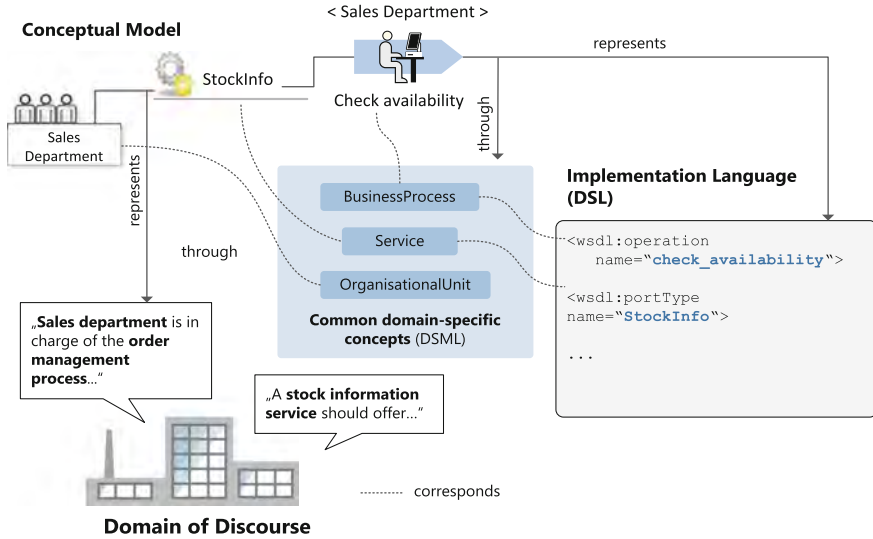 < Sales Department >
Conceptual Model
represents
StockInfo
Check availability
Sales
Department
through
represents
Implementation Language
(DSL)
BusinessProcess
Service
OrganisationalUnit
Common domain-specific
concepts (DSML)
<wsdl:operation
name=“check_availability“>
<wsdl:portType
name=“StockInfo“>
...
through
„Sales department is in
charge of the order
management
process...“
„A stock information
service should offer...“
corresponds
Domain of Discourse